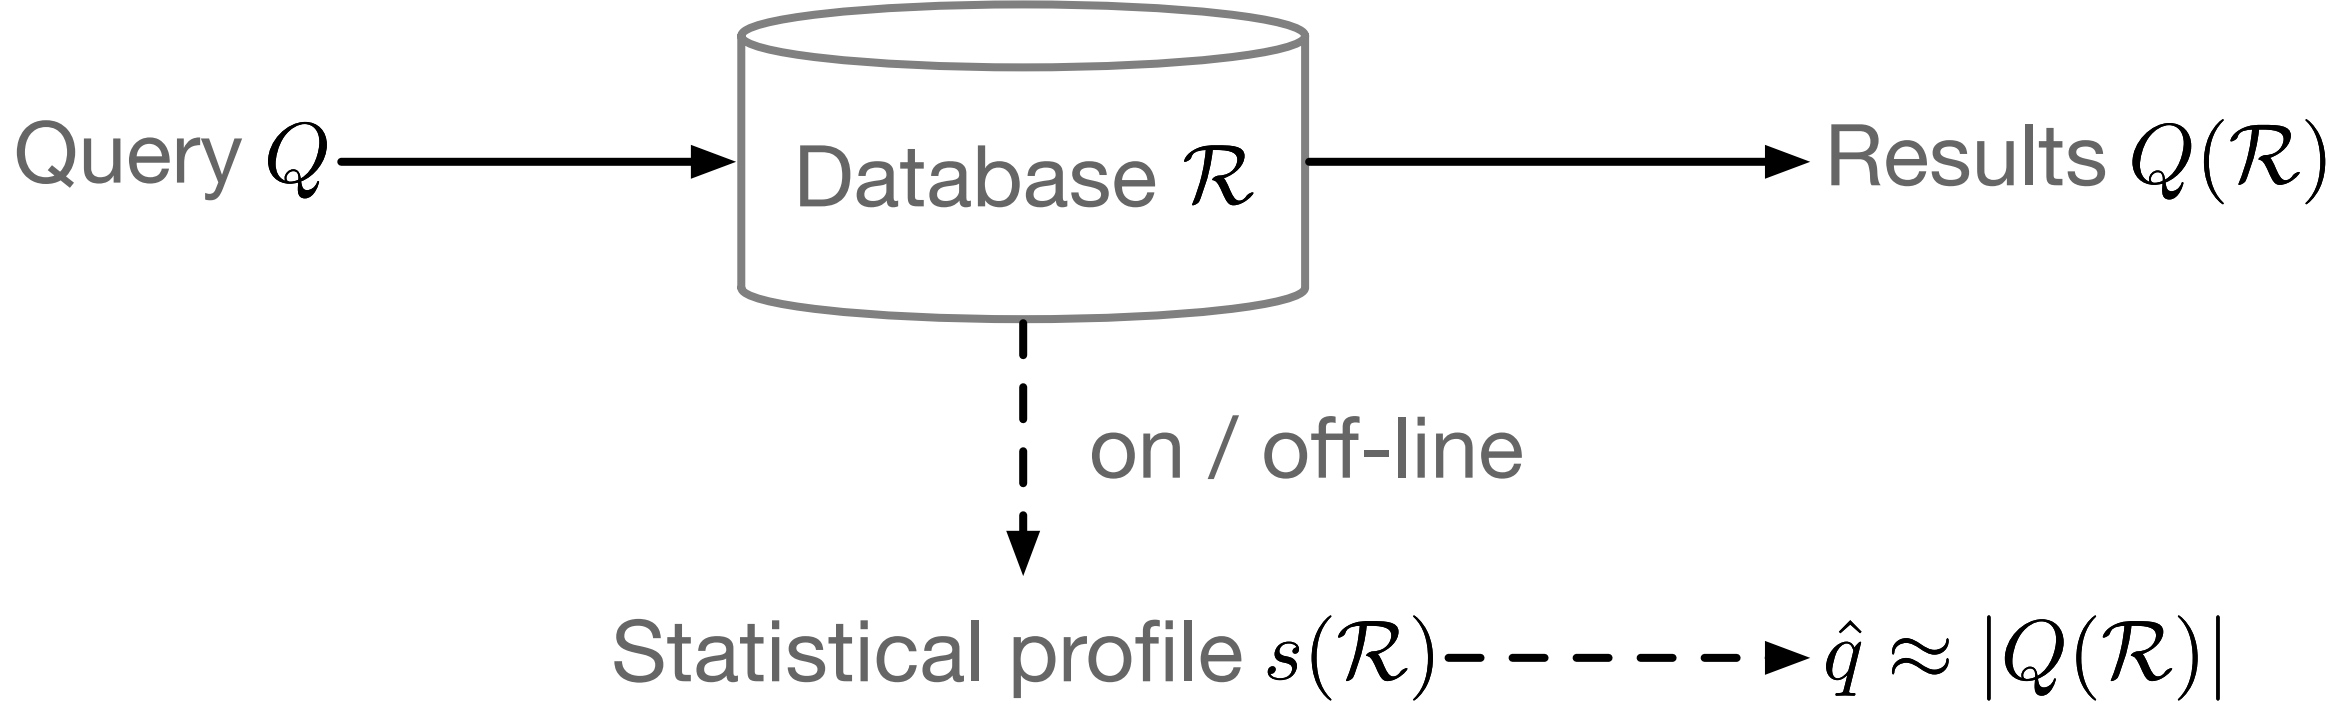 Query Q
Database ℛ
Results Q(ℛ)
on / off-line
Statistical profile s(ℛ)
q̂ ≈ |Q(ℛ)|